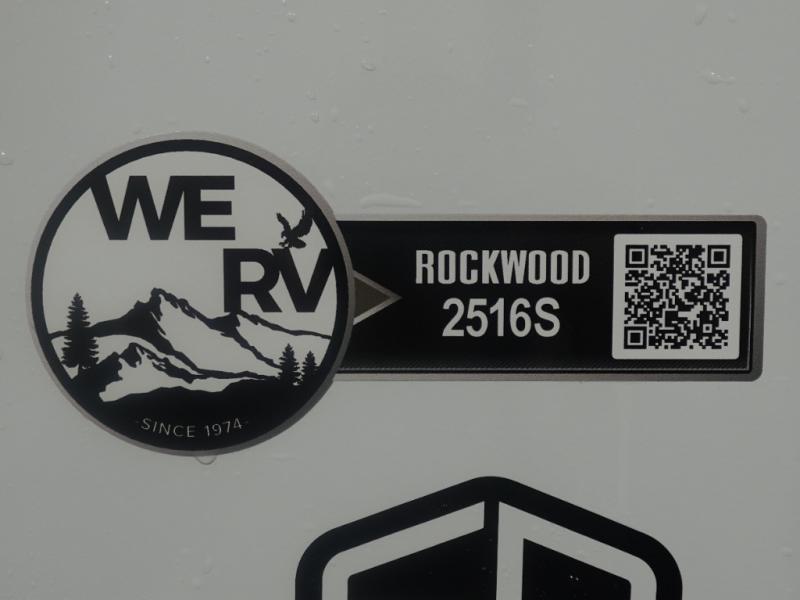 WE
RV
-SINCE 1974-
ROCKWOOD
2516S